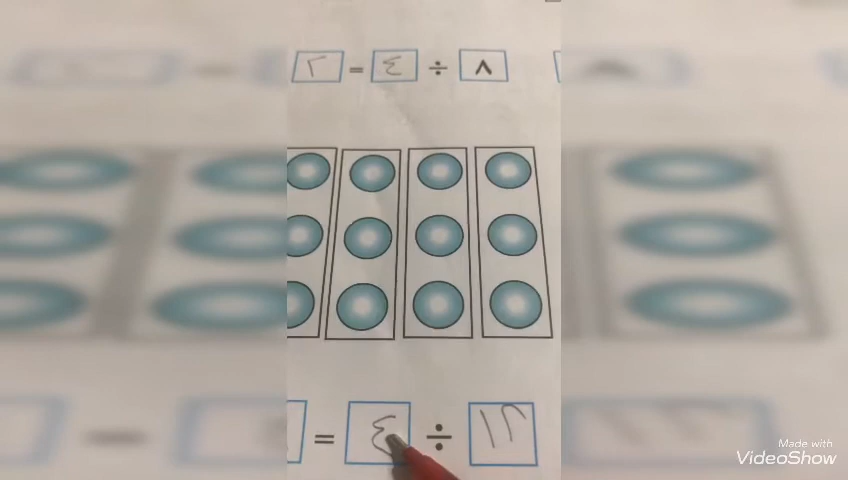 ٨ ÷ ٤ = ٢
١٢ ÷ ٤ =
Made with
VideoShow